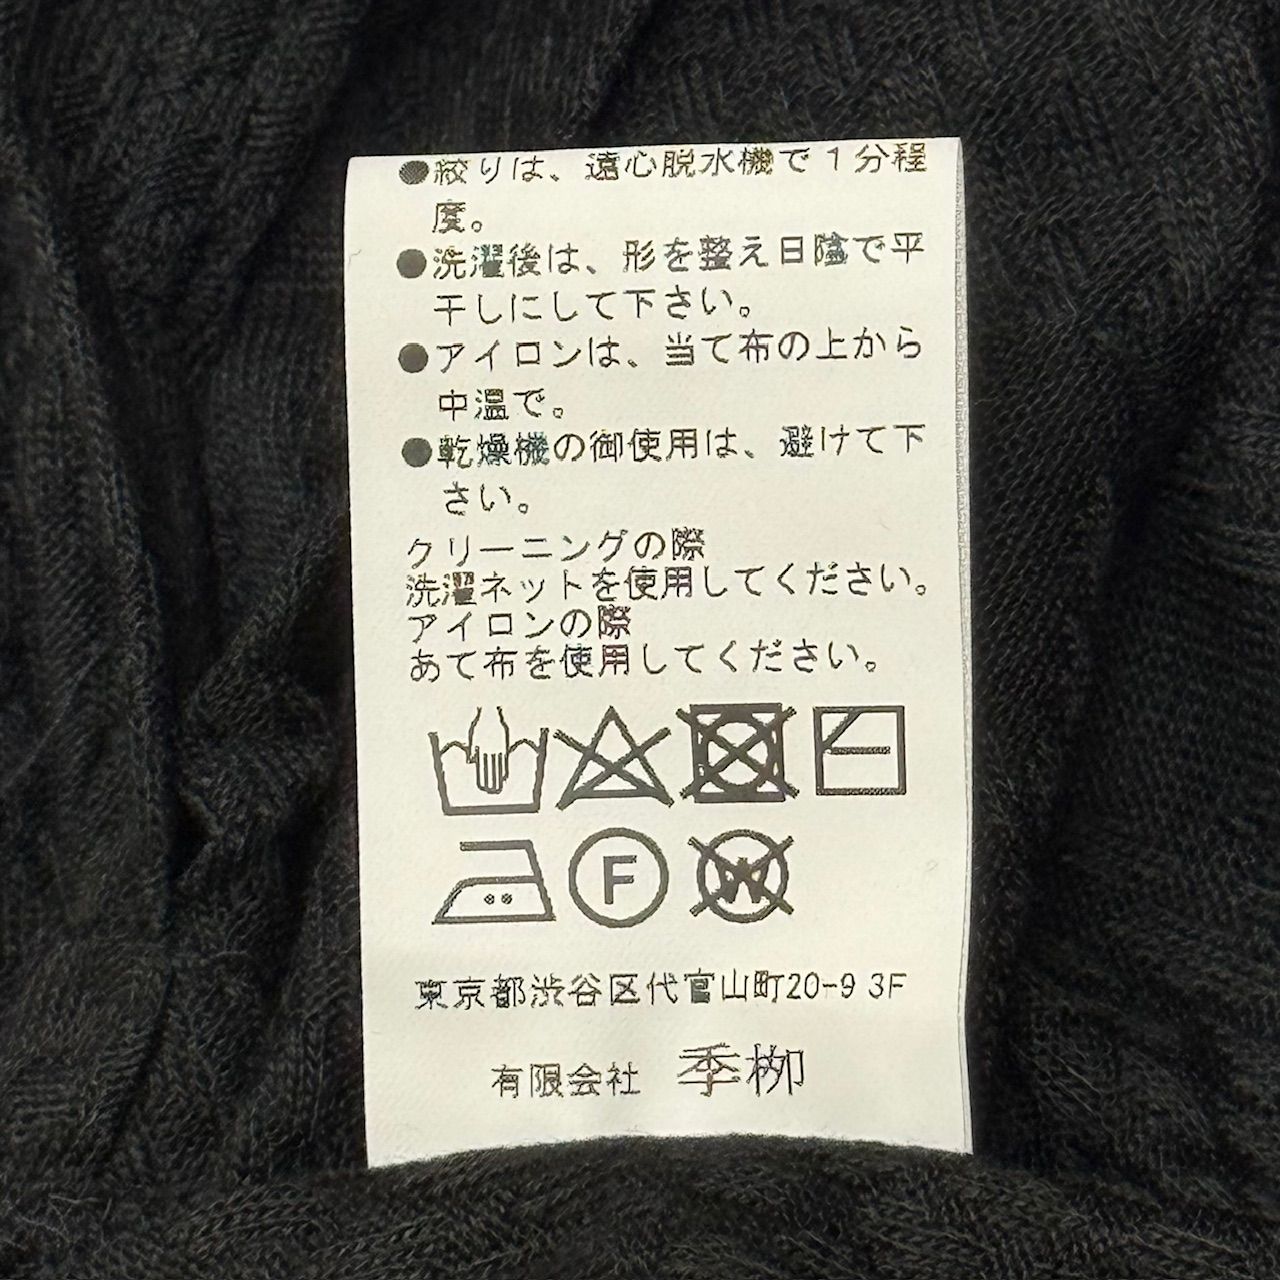 ●絞りは、遠心脱水機で１分程
度。
●洗濯後は、形を整え日陰で平
干しにして下さい。
●アイロンは、当て布の上から
中温で。
●乾燥機の御使用は、避けて下
さい。
クリーニングの際
洗濯ネットを使用してください。
アイロンの際
あて布を使用してください。
F W
東京都渋谷区代官山町20-9 3F
有限会社 季栁